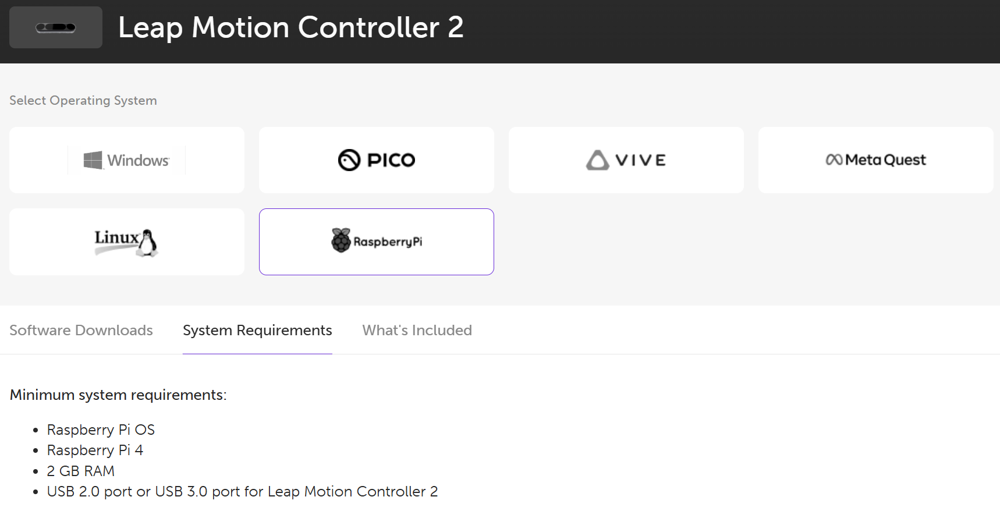 Leap Motion Controller 2
Select Operating System
Windows
PICO
VIVE
Meta Quest
Linux
RaspberryPi
Software Downloads
System Requirements
What's Included
Minimum system requirements:
• Raspberry Pi OS
• Raspberry Pi 4
• 2 GB RAM
• USB 2.0 port or USB 3.0 port for Leap Motion Controller 2